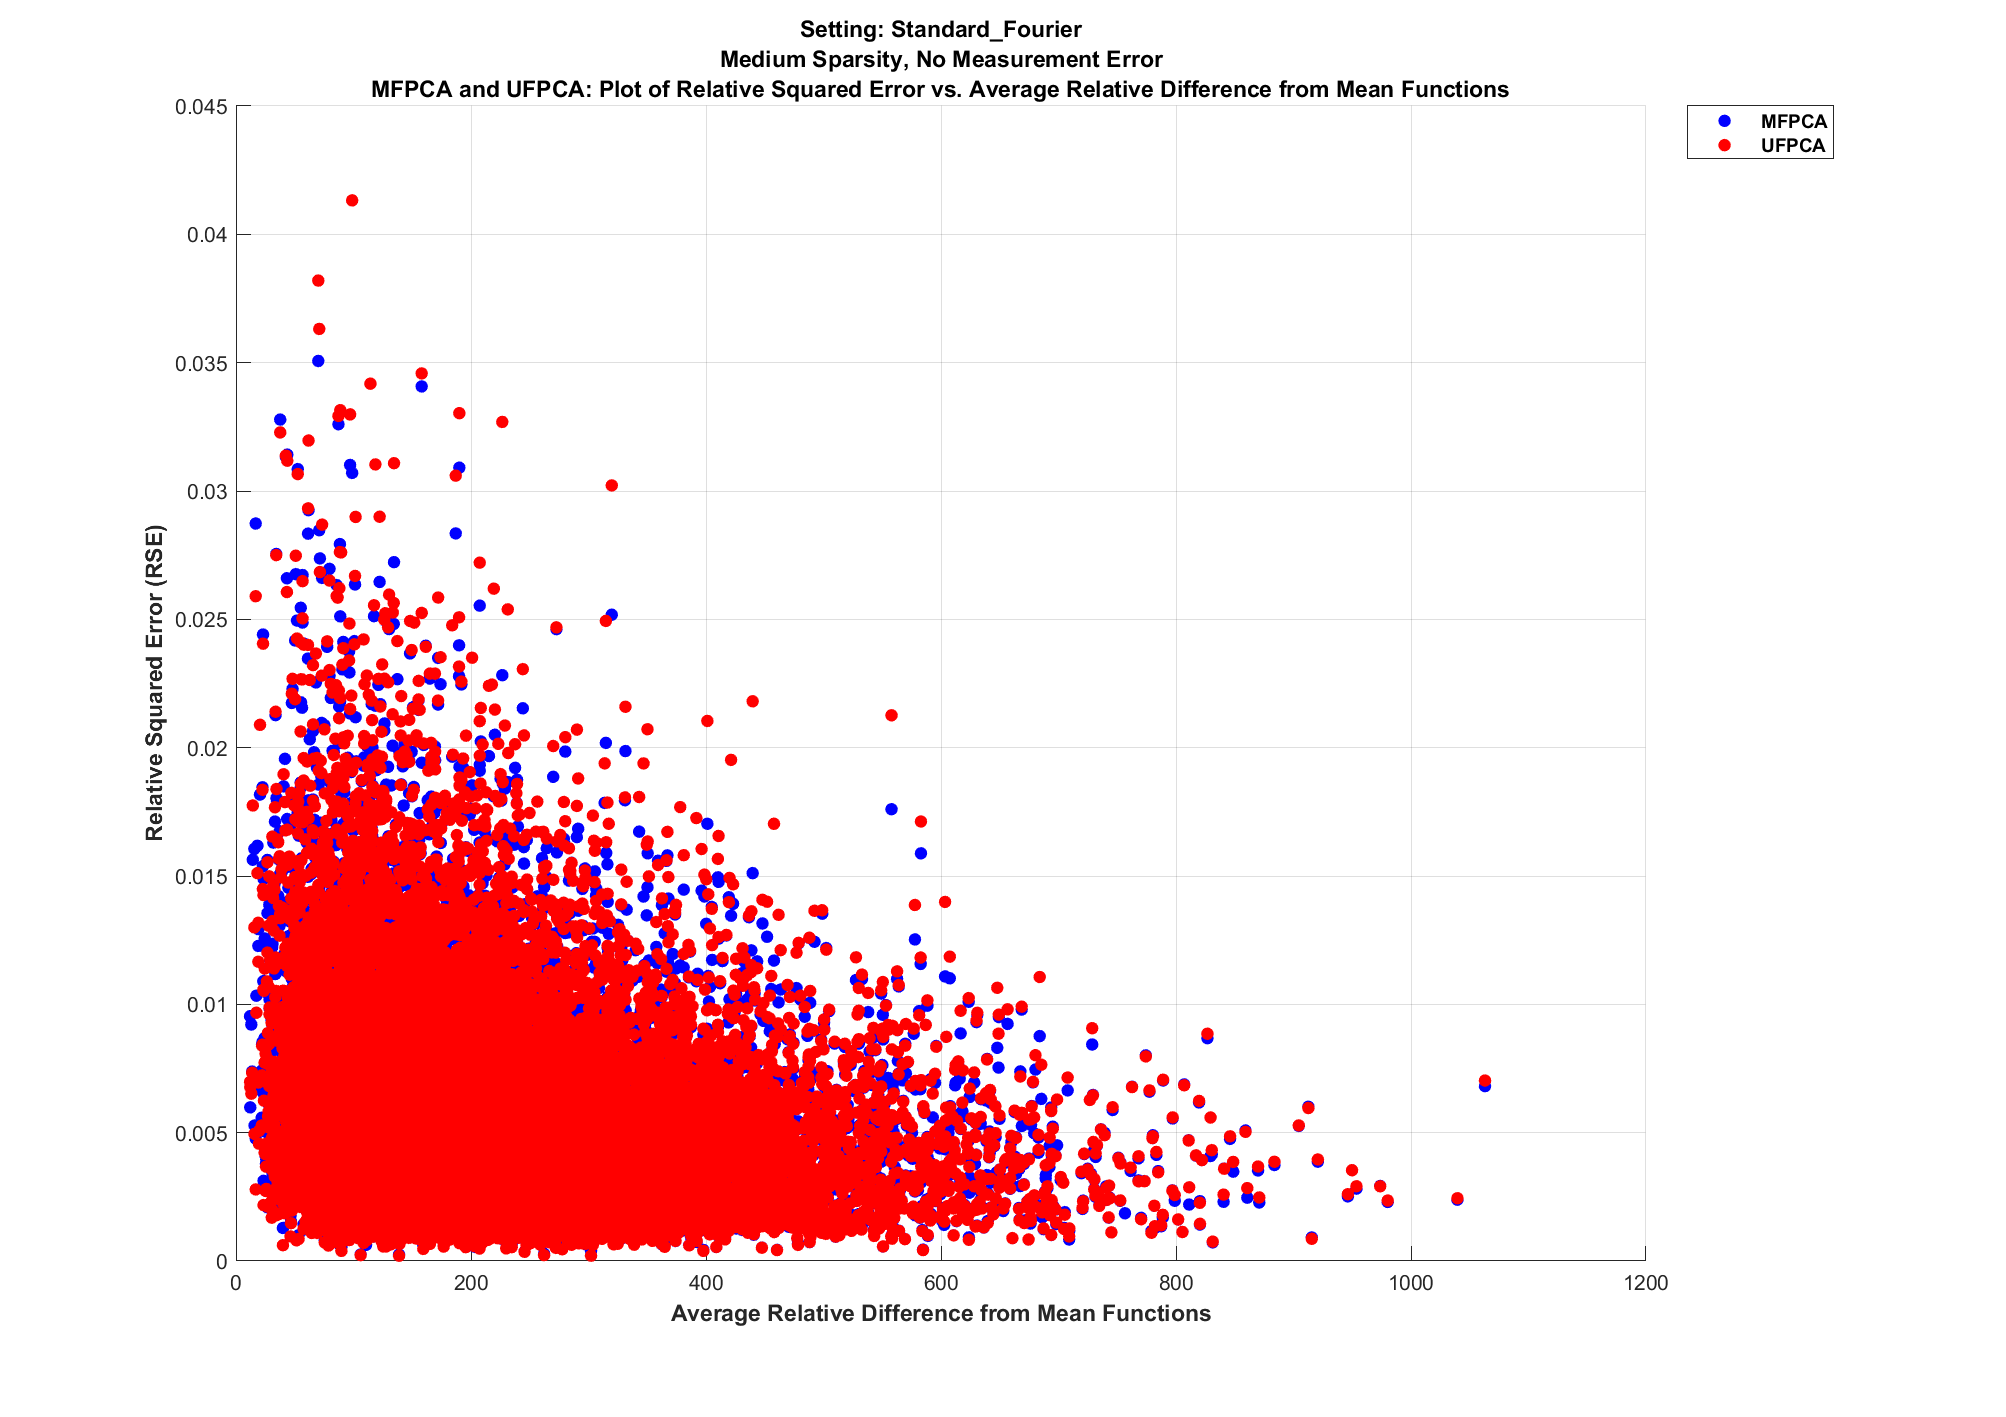 Setting: Standard_Fourier
Medium Sparsity, No Measurement Error
MFPCA and UFPCA: Plot of Relative Squared Error vs. Average Relative Difference from Mean Functions
MFPCA
UFPCA
0.045
0.04
0.035
0.03
0.025
0.02
0.015
0.01
0.005
0
Relative Squared Error (RSE)
0 200 400 600 800 1000 1200
Average Relative Difference from Mean Functions